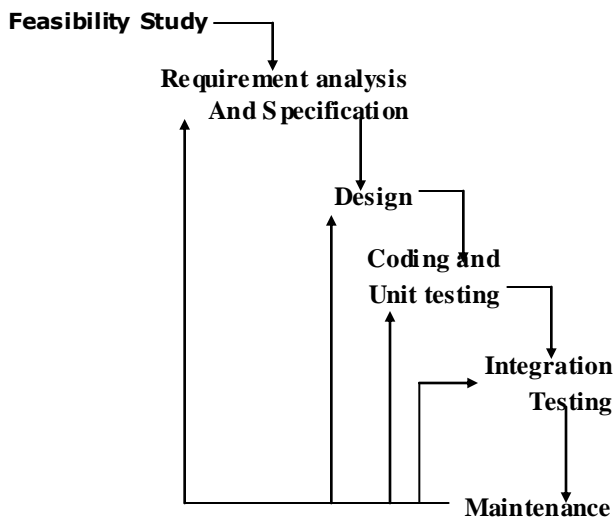 Feasibility Study
Requirement analysis
And Specification
Design
Coding and
Unit testing
Integration
Testing
Maintenance